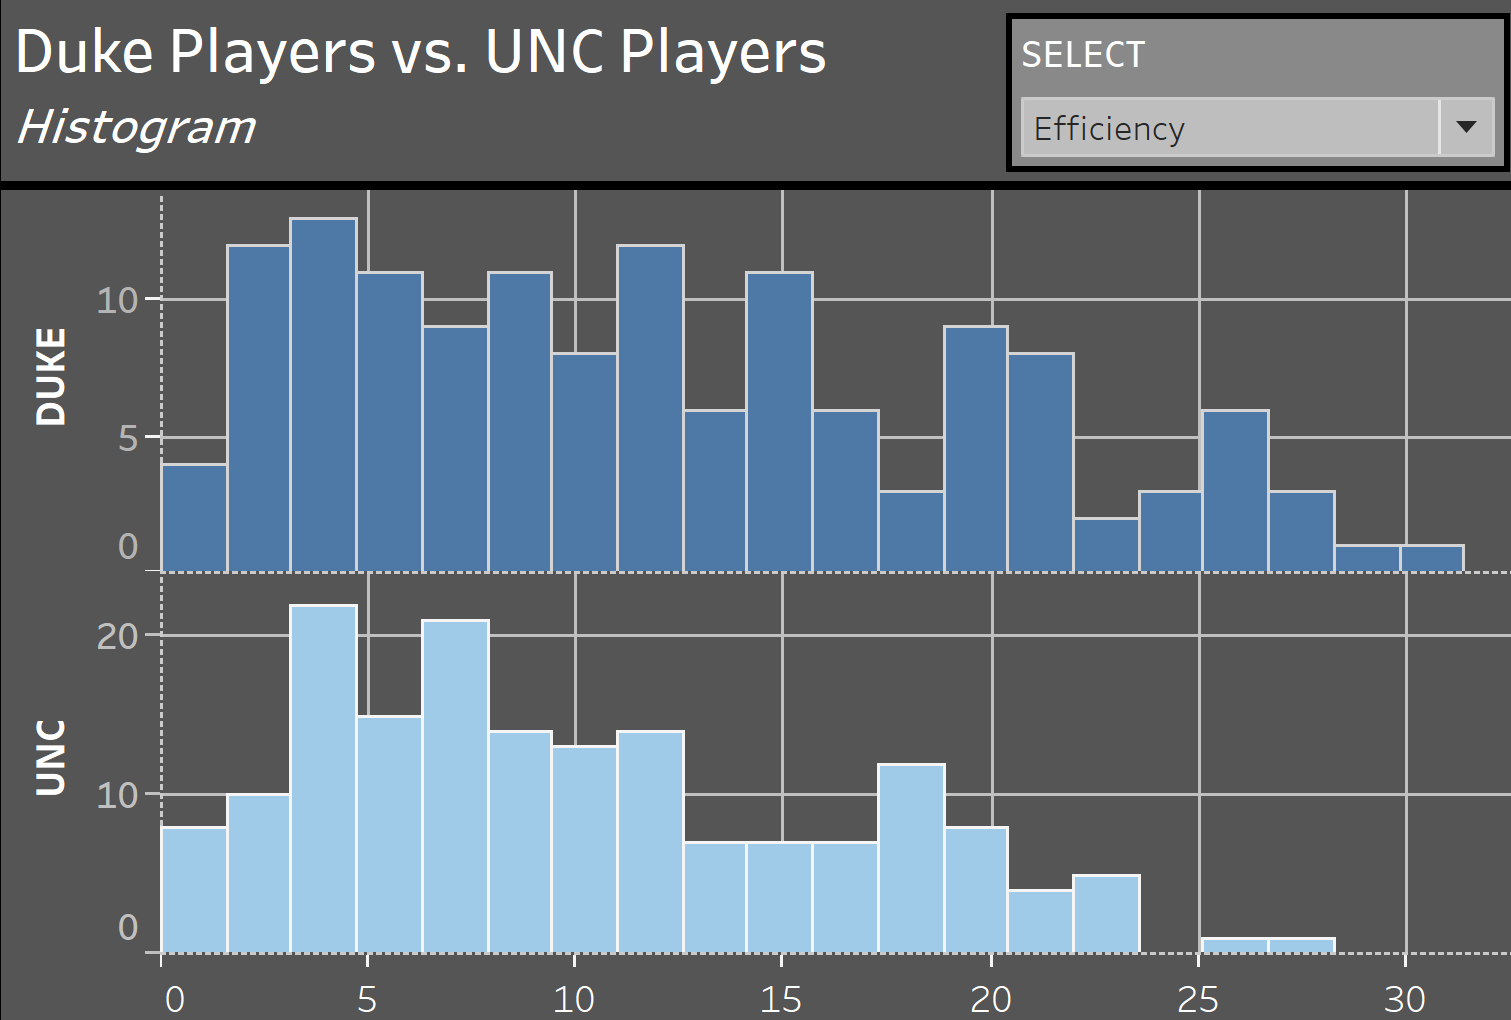 Duke Players vs. UNC Players
Histogram
SELECT
Efficiency
DUKE
10
5
0
UNC
20
10
0
0 5 10 15 20 25 30